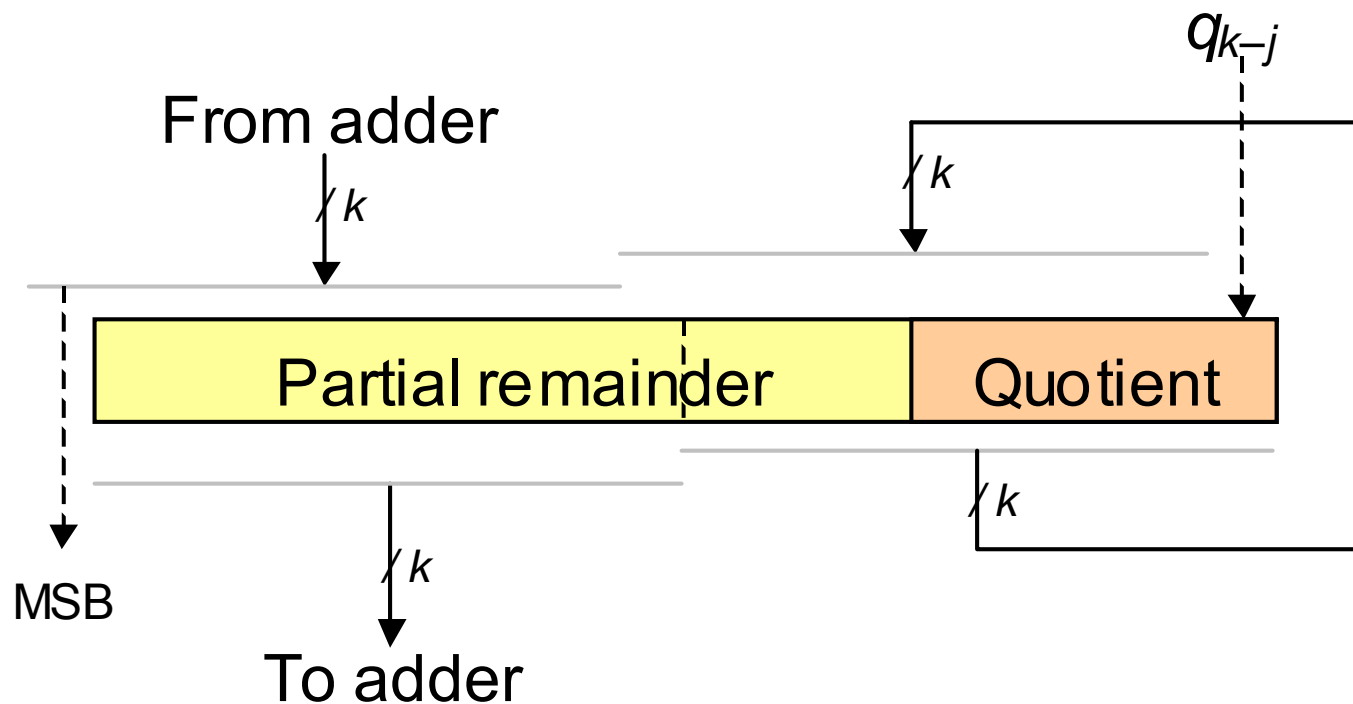 q_{k–j}
From adder
/ k
/ k
Partial remainder
Quotient
/ k
/ k
MSB
To adder